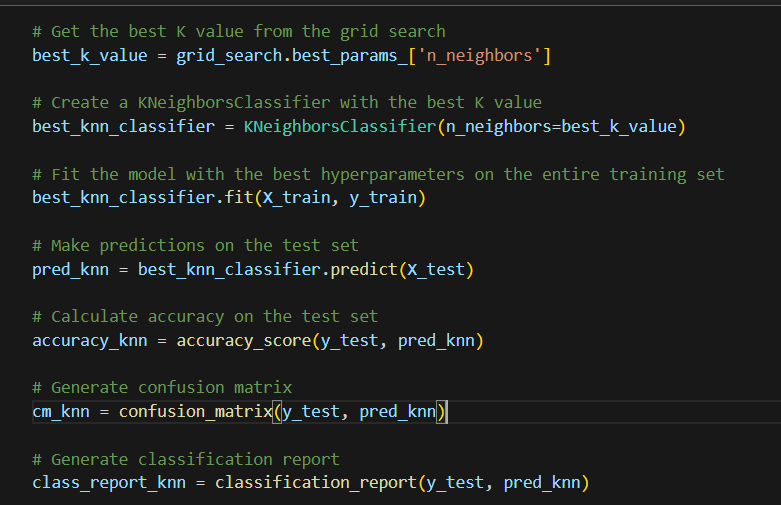 # Get the best K value from the grid search
best_k_value = grid_search.best_params_['n_neighbors']
# Create a KNeighborsClassifier with the best K value
best_knn_classifier = KNeighborsClassifier(n_neighbors=best_k_value)
# Fit the model with the best hyperparameters on the entire training set
best_knn_classifier.fit(X_train, y_train)
# Make predictions on the test set
pred_knn = best_knn_classifier.predict(X_test)
# Calculate accuracy on the test set
accuracy_knn = accuracy_score(y_test, pred_knn)
# Generate confusion matrix
cm_knn = confusion_matrix(y_test, pred_knn)
# Generate classification report
class_report_knn = classification_report(y_test, pred_knn)